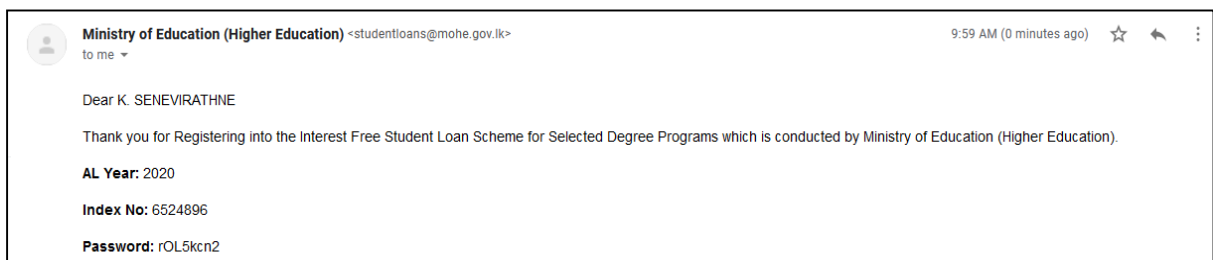 Ministry of Education (Higher Education) <studentloans@mohe.gov.lk> 9:59 AM (0 minutes ago)
to me
Dear K. SENEVIRATHNE
Thank you for Registering into the Interest Free Student Loan Scheme for Selected Degree Programs which is conducted by Ministry of Education (Higher Education).
AL Year: 2020
Index No: 6524896
Password: rOL5kcn2